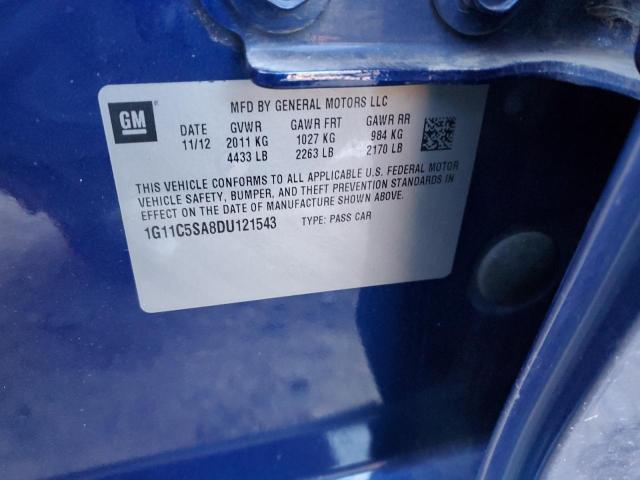 MFD BY GENERAL MOTORS LLC
GM
DATE GVWR GAWR FRT GAWR RR
11/12 2011 KG 1027 KG 984 KG
4433 LB 2263 LB 2170 LB
THIS VEHICLE CONFORMS TO ALL APPLICABLE U.S. FEDERAL MOTOR
VEHICLE SAFETY, BUMPER, AND THEFT PREVENTION STANDARDS IN
EFFECT ON THE DATE OF MANUFACTURE SHOWN ABOVE.
1G11C5SA8DU121543 TYPE: PASS CAR